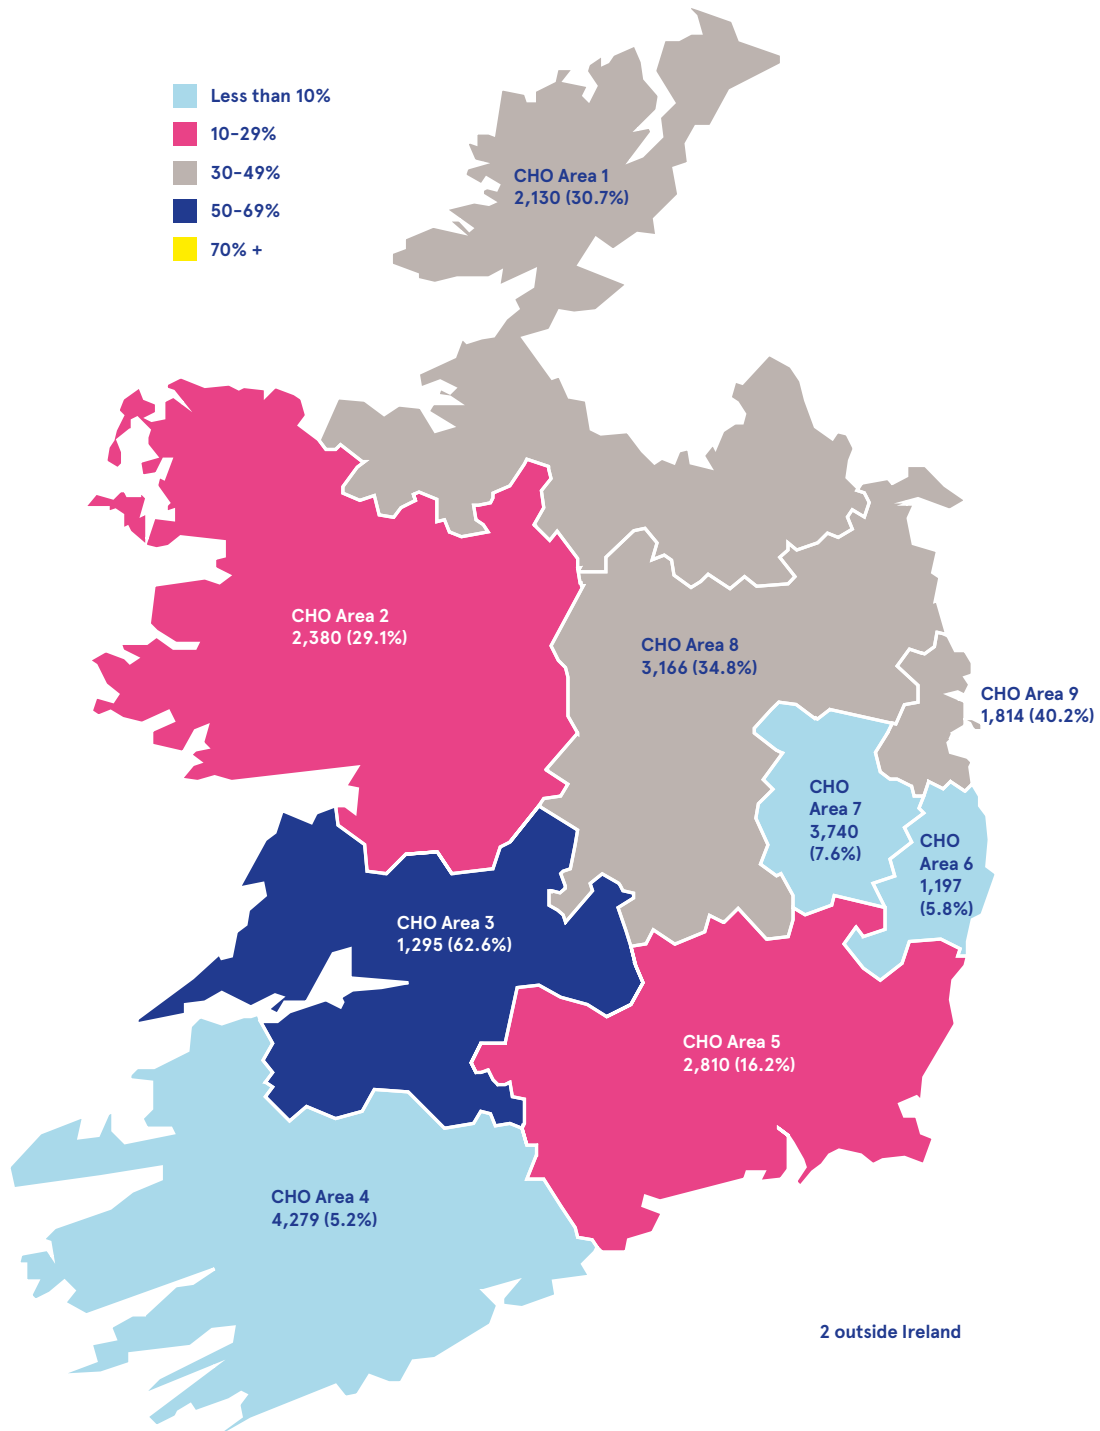 Less than 10%
10-29%
30-49%
50-69%
70% +
CHO Area 1
2,130 (30.7%)
CHO Area 2
2,380 (29.1%)
CHO Area 8
3,166 (34.8%)
CHO Area 9
1,814 (40.2%)
CHO
Area 7
3,740
(7.6%)
CHO
Area 6
1,197
(5.8%)
CHO Area 3
1,295 (62.6%)
CHO Area 5
2,810 (16.2%)
CHO Area 4
4,279 (5.2%)
2 outside Ireland